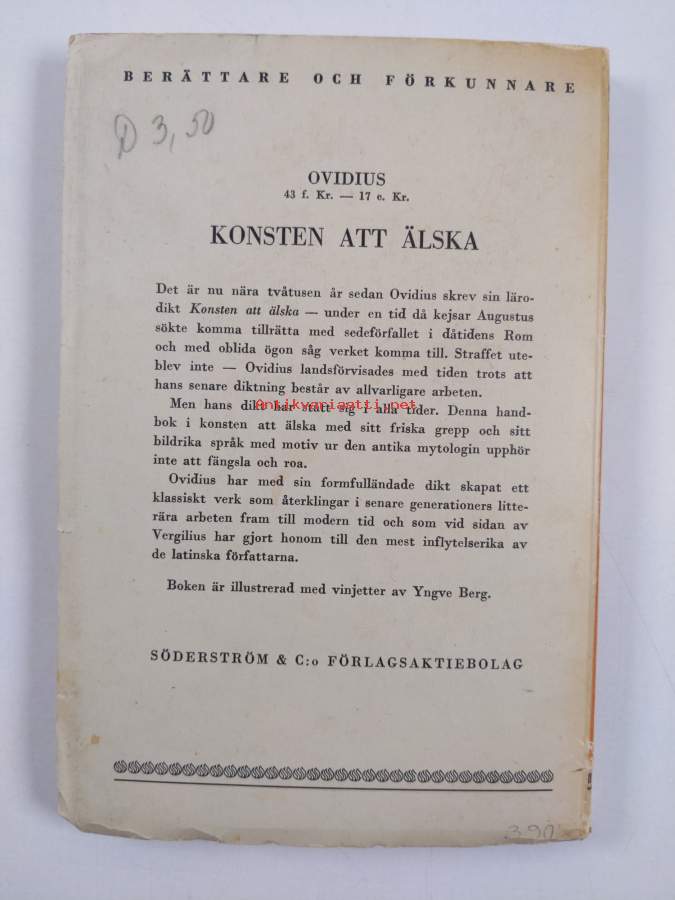 BERÄTTARE OCH FÖRKUNNARE
D 3,50
OVIDIUS
43 f. Kr. — 17 e. Kr.
KONSTEN ATT ÄLSKA
Det är nu nära tvåtusen år sedan Ovidius skrev sin läro-
dikt Konsten att älska — under en tid då kejsar Augustus
sökte komma tillrätta med sedeförfallet i dåtidens Rom
och med oblida ögon såg verket komma till. Straffet ute-
blev inte — Ovidius landsförvisades med tiden trots att
hans senare diktning består av allvarligare arbeten.
Antikvariaatti.net
Men hans dikt har stått sig i alla tider. Denna hand-
bok i konsten att älska med sitt friska grepp och sitt
bildrika språk med motiv ur den antika mytologin upphör
inte att fängsla och roa.
Ovidius har med sin formfulländade dikt skapat ett
klassiskt verk som återklingar i senare generationers litte-
rära arbeten fram till modern tid och som vid sidan av
Vergilius har gjort honom till den mest inflytelserika av
de latinska författarna.
Boken är illustrerad med vinjetter av Yngve Berg.
SÖDERSTRÖM & C:o FÖRLAGSAKTIEBOLAG